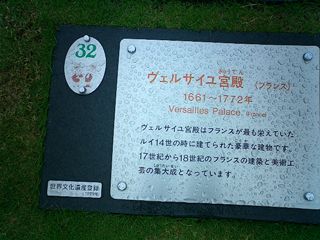 32
ヴェルサイユ宮殿 (フランス)
1661～1772年
Versailles Palace
ヴェルサイユ宮殿はフランスが最も栄えていた
ルイ14世の時に建てられた豪華な建物です。
17世紀から18世紀のフランスの建築と美術工
芸の集大成となっています。
世界文化遺産登録